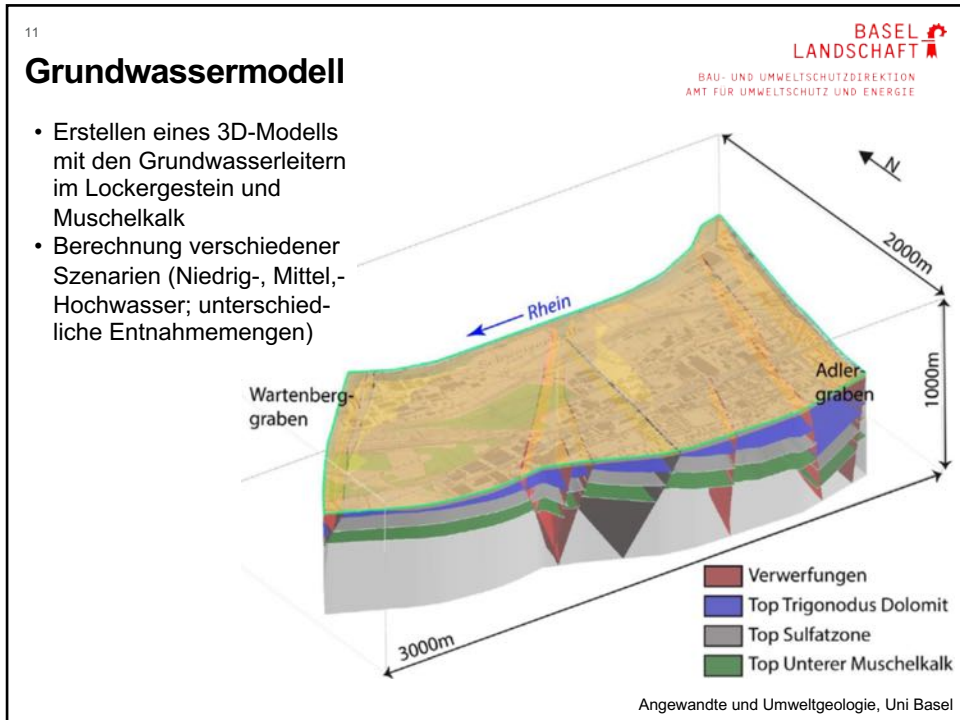 11
BASEL
LANDSCHAFT
BAU- UND UMWELTSCHUTZDIREKTION
AMT FÜR UMWELTSCHUTZ UND ENERGIE
Grundwassermodell
• Erstellen eines 3D-Modells
mit den Grundwasserleitern
im Lockergestein und
Muschelkalk
• Berechnung verschiedener
Szenarien (Niedrig-, Mittel,-
Hochwasser; unterschied-
liche Entnahmemengen)
N
2000m
Rhein
Wartenberg-
graben
Adler-
graben
1000m
3000m
Verwerfungen
Top Trigonodus Dolomit
Top Sulfatzone
Top Unterer Muschelkalk
Angewandte und Umweltgeologie, Uni Basel